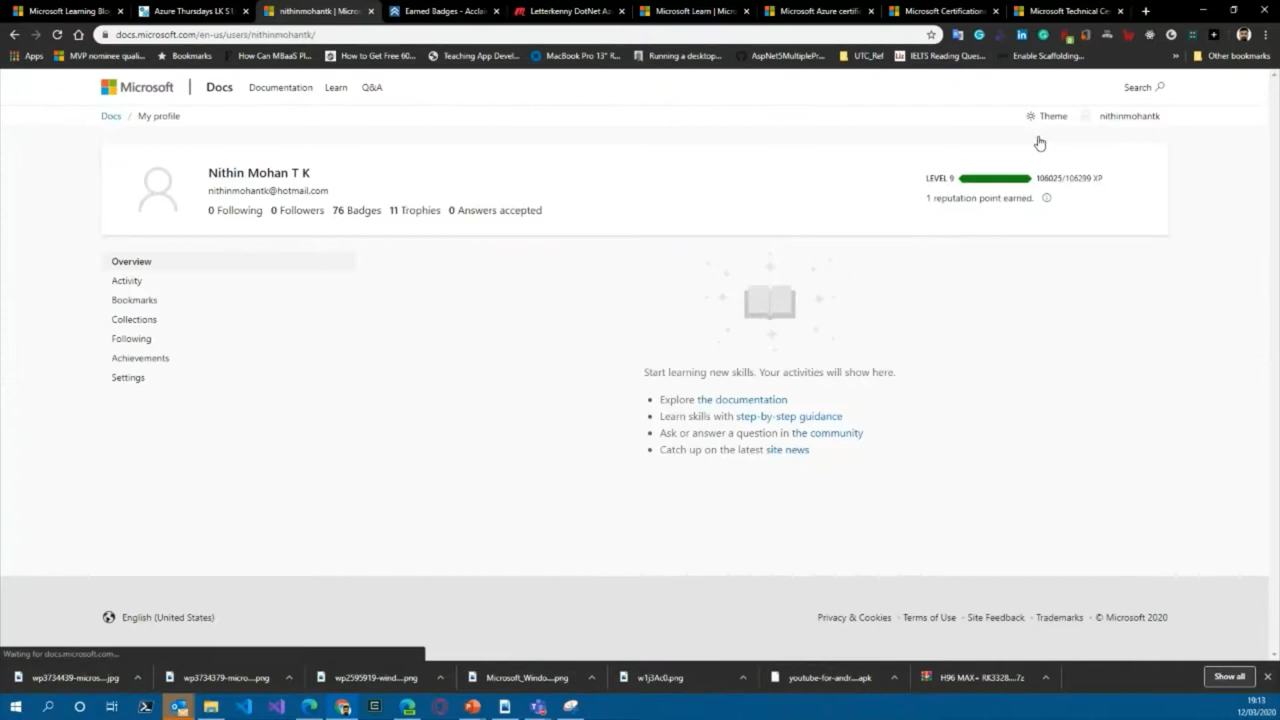 Microsoft Learning Blo
Azure Thursdays LK S1
nithinmohantk | Micros
Earned Badges - Acclai
Letterkenny DotNet Az
Microsoft Learn | Micro
Microsoft Azure certific
Microsoft Certification
Microsoft Technical Ce
docs.microsoft.com/en-us/users/nithinmohantk/
Apps
MVP nominee quali...
Bookmarks
How Can MBaaS Pl...
How to Get Free 60...
Teaching App Devel...
MacBook Pro 13" R...
Running a desktop...
AspNet5MultiplePr...
UTC_Ref
IELTS Reading Ques...
Enable Scaffolding...
Other bookmarks
Microsoft | Docs Documentation Learn Q&A Search
Docs / My profile Theme nithinmohantk
Nithin Mohan T K
nithinmohantk@hotmail.com
0 Following 0 Followers 76 Badges 11 Trophies 0 Answers accepted
LEVEL 9 106025/106299 XP
1 reputation point earned.
Overview
Activity
Bookmarks
Collections
Following
Achievements
Settings
Start learning new skills. Your activities will show here.
Explore the documentation
Learn skills with step-by-step guidance
Ask or answer a question in the community
Catch up on the latest site news
English (United States)
Privacy & Cookies · Terms of Use · Site Feedback · Trademarks · © Microsoft 2020
Waiting for docs.microsoft.com...
wp3734439-micros....jpg
wp3734379-micro....png
wp2595919-wind....png
Microsoft_Windo....png
w1j3Ac0.png
youtube-for-andr....apk
H96 MAX+ RK3328....7z
Show all
19:13
12/03/2020